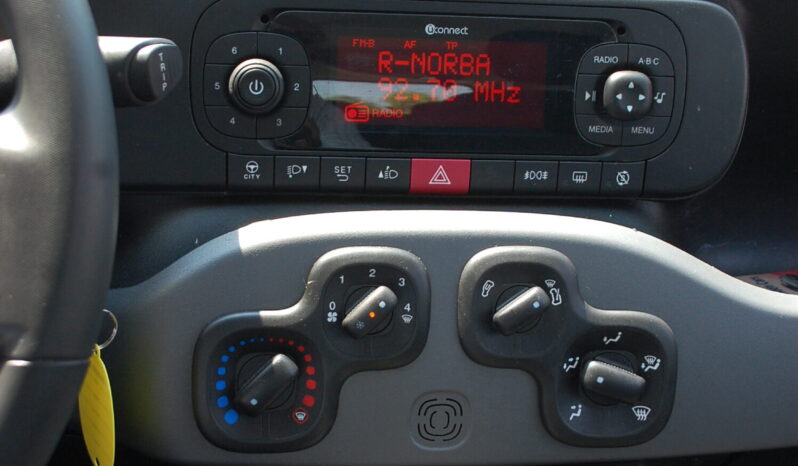 uconnect
FM-B AF TP
R-NORBA
92.70 MHz
RADIO
TRIP
6 1
5 2
4 3
RADIO A·B·C
MEDIA MENU
CITY
SET
0 1 2 3 4